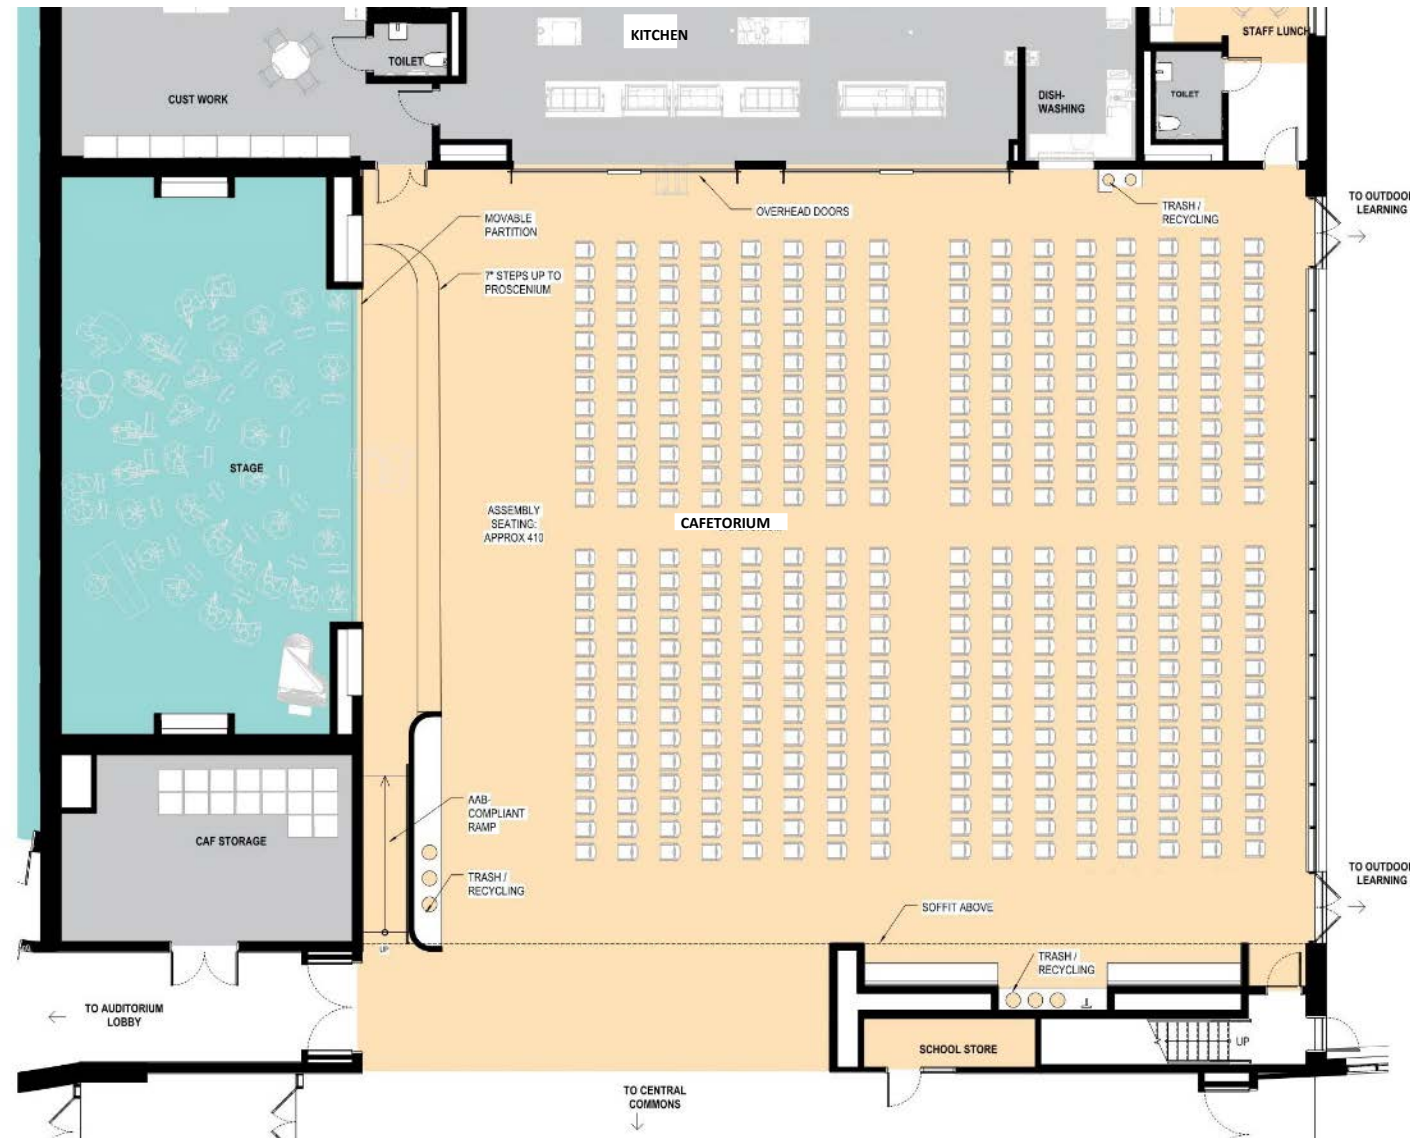 KITCHEN
STAFF LUNCH
TOILET
CUST WORK
DISH-
WASHING
TOILET
TO OUTDOOR
LEARNING
TRASH /
RECYCLING
OVERHEAD DOORS
MOVABLE
PARTITION
7" STEPS UP TO
PROSCENIUM
STAGE
ASSEMBLY
SEATING:
APPROX 410
CAFETORIUM
AAB-
COMPLIANT
RAMP
CAF STORAGE
TRASH /
RECYCLING
TO OUTDOOR
LEARNING
SOFFIT ABOVE
UP
TRASH /
RECYCLING
TO AUDITORIUM
LOBBY
SCHOOL STORE
UP
TO CENTRAL
COMMONS